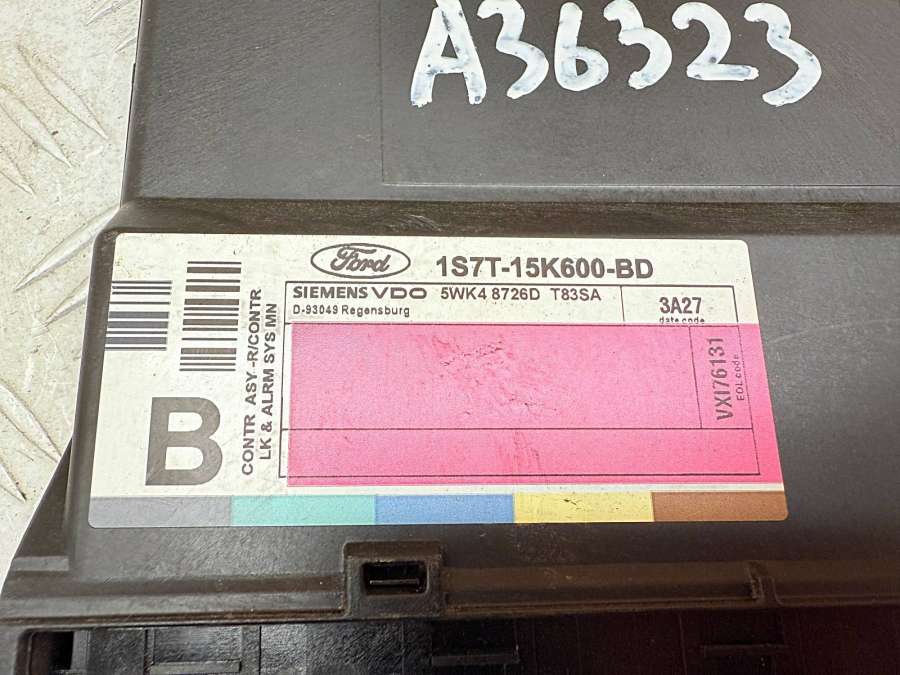 A36323
Ford
1S7T-15K600-BD
SIEMENS VDO 5WK4 8726D T83SA
D-93049 Regensburg
3A27
date code
B
CONTR ASY -R/CONTR
LK & ALRM SYS MN
VXI76131
EOL code